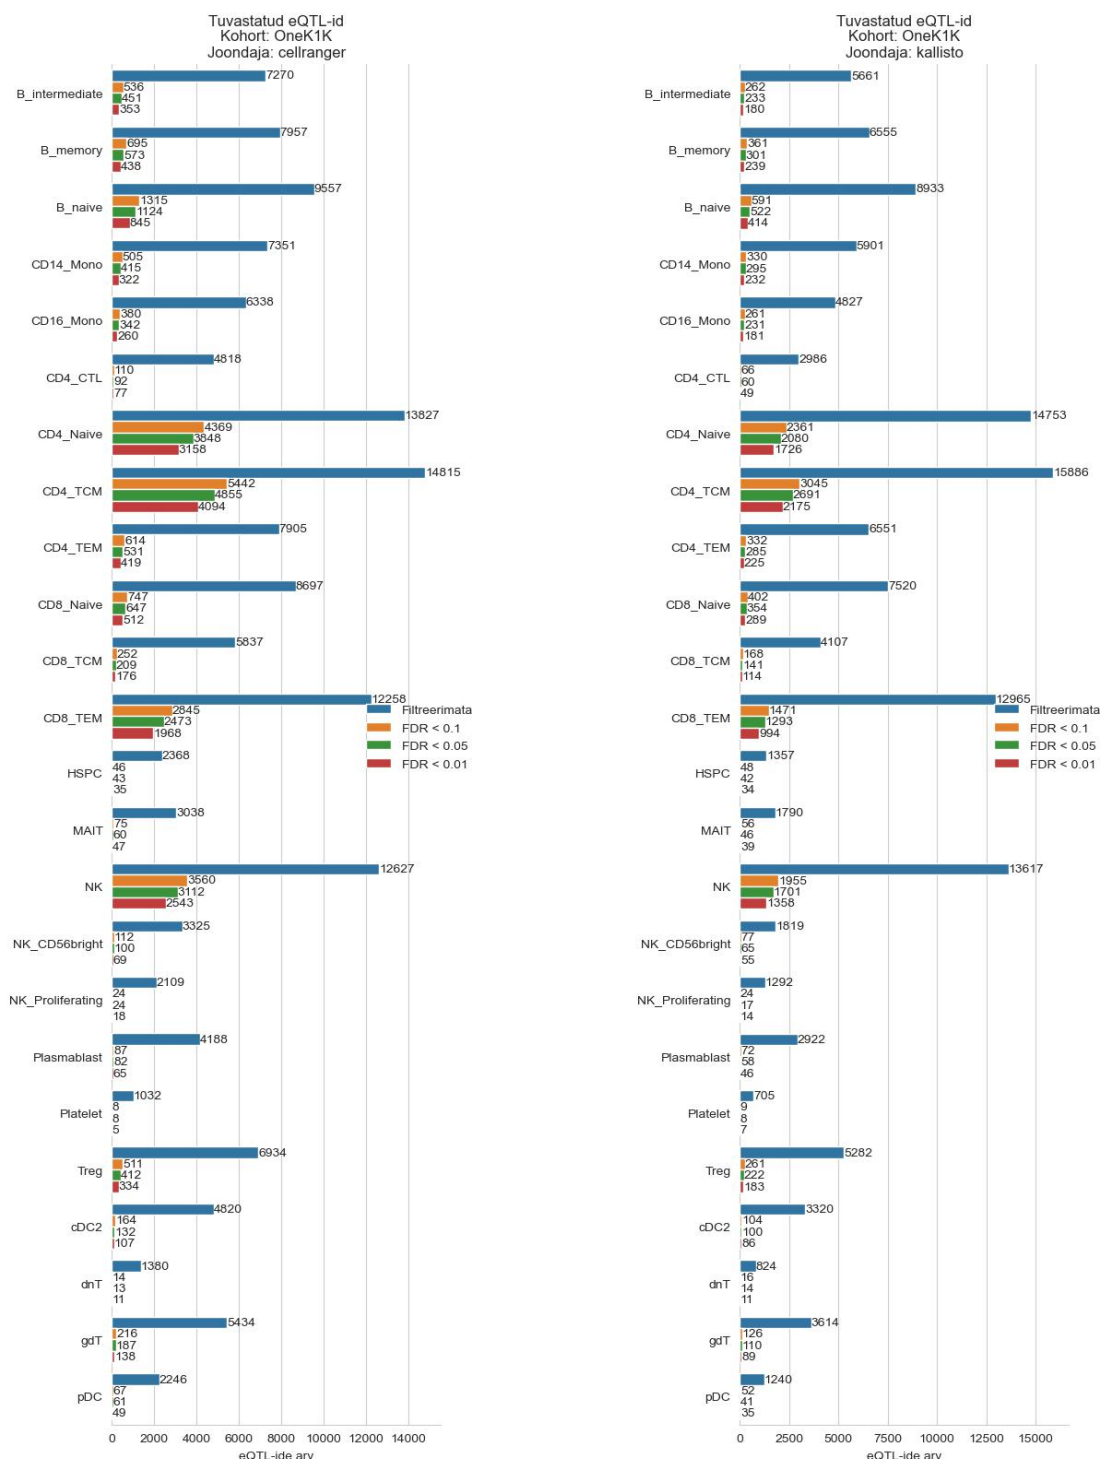 Tuvastatud eQTL-id
Kohort: OneK1K
Joondaja: cellranger
B_intermediate
7270
536
451
353
B_memory
7957
695
573
438
B_naive
9557
1315
1124
845
CD14_Mono
7351
505
415
322
CD16_Mono
6338
380
342
260
CD4_CTL
4818
110
92
77
CD4_Naive
13827
4369
3848
3158
CD4_TCM
14815
5442
4855
4094
CD4_TEM
7905
614
531
419
CD8_Naive
8697
747
647
512
CD8_TCM
5837
252
209
176
CD8_TEM
12258
2845
2473
1968
HSPC
2368
46
43
35
MAIT
3038
75
60
47
NK
12627
3560
3112
2543
NK_CD56bright
3325
112
100
69
NK_Proliferating
2109
24
24
18
Plasmablast
4188
87
82
65
Platelet
1032
8
8
5
Treg
6934
511
412
334
cDC2
4820
164
132
107
dnT
1380
14
13
11
gdT
5434
216
187
138
pDC
2246
67
61
49
Filtreerimata
FDR < 0.1
FDR < 0.05
FDR < 0.01
0 2000 4000 6000 8000 10000 12000 14000
eQTL-ide arv
Tuvastatud eQTL-id
Kohort: OneK1K
Joondaja: kallisto
B_intermediate
5661
262
233
180
B_memory
6555
361
301
239
B_naive
8933
591
522
414
CD14_Mono
5901
330
295
232
CD16_Mono
4827
261
231
181
CD4_CTL
2986
66
60
49
CD4_Naive
14753
2361
2080
1726
CD4_TCM
15886
3045
2691
2175
CD4_TEM
6551
332
285
225
CD8_Naive
7520
402
354
289
CD8_TCM
4107
168
141
114
CD8_TEM
12965
1471
1293
994
HSPC
1357
48
42
34
MAIT
1790
56
46
39
NK
13617
1955
1701
1358
NK_CD56bright
1819
77
65
55
NK_Proliferating
1292
24
17
14
Plasmablast
2922
72
58
46
Platelet
705
9
8
7
Treg
5282
261
222
183
cDC2
3320
104
100
86
dnT
824
16
14
11
gdT
3614
126
110
89
pDC
1240
52
41
35
Filtreerimata
FDR < 0.1
FDR < 0.05
FDR < 0.01
0 2500 5000 7500 10000 12500 15000
eQTL-ide arv